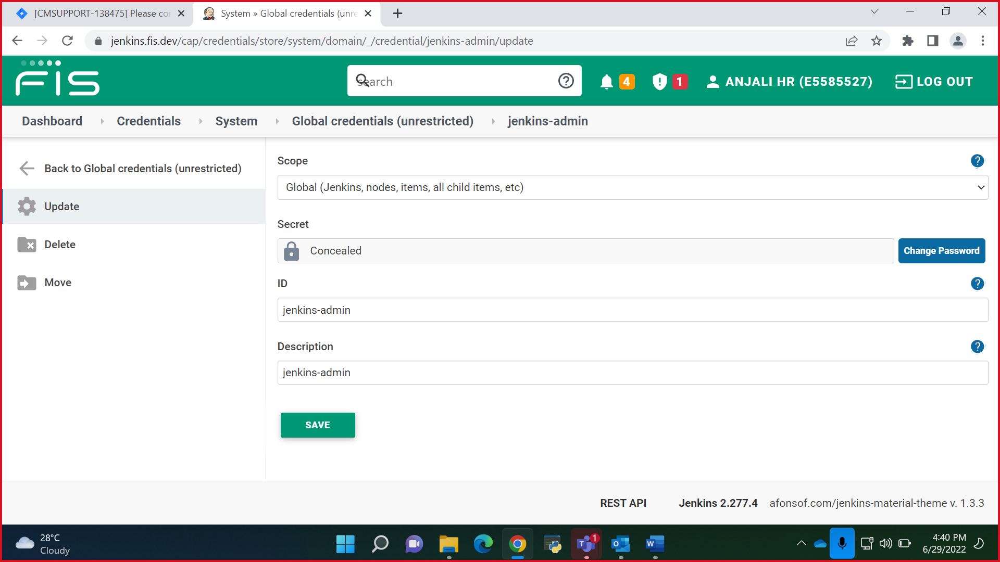 [CMSUPPORT-138475] Please co
System » Global credentials (unre
jenkins.fis.dev/cap/credentials/store/system/domain/_/credential/jenkins-admin/update
FIS
search
4
1
ANJALI HR (E5585527)
LOG OUT
Dashboard
Credentials
System
Global credentials (unrestricted)
jenkins-admin
Back to Global credentials (unrestricted)
Update
Delete
Move
Scope
Global (Jenkins, nodes, items, all child items, etc)
Secret
Concealed
Change Password
ID
jenkins-admin
Description
jenkins-admin
SAVE
REST API
Jenkins 2.277.4
afonsof.com/jenkins-material-theme v. 1.3.3
28°C
Cloudy
1
4:40 PM
6/29/2022